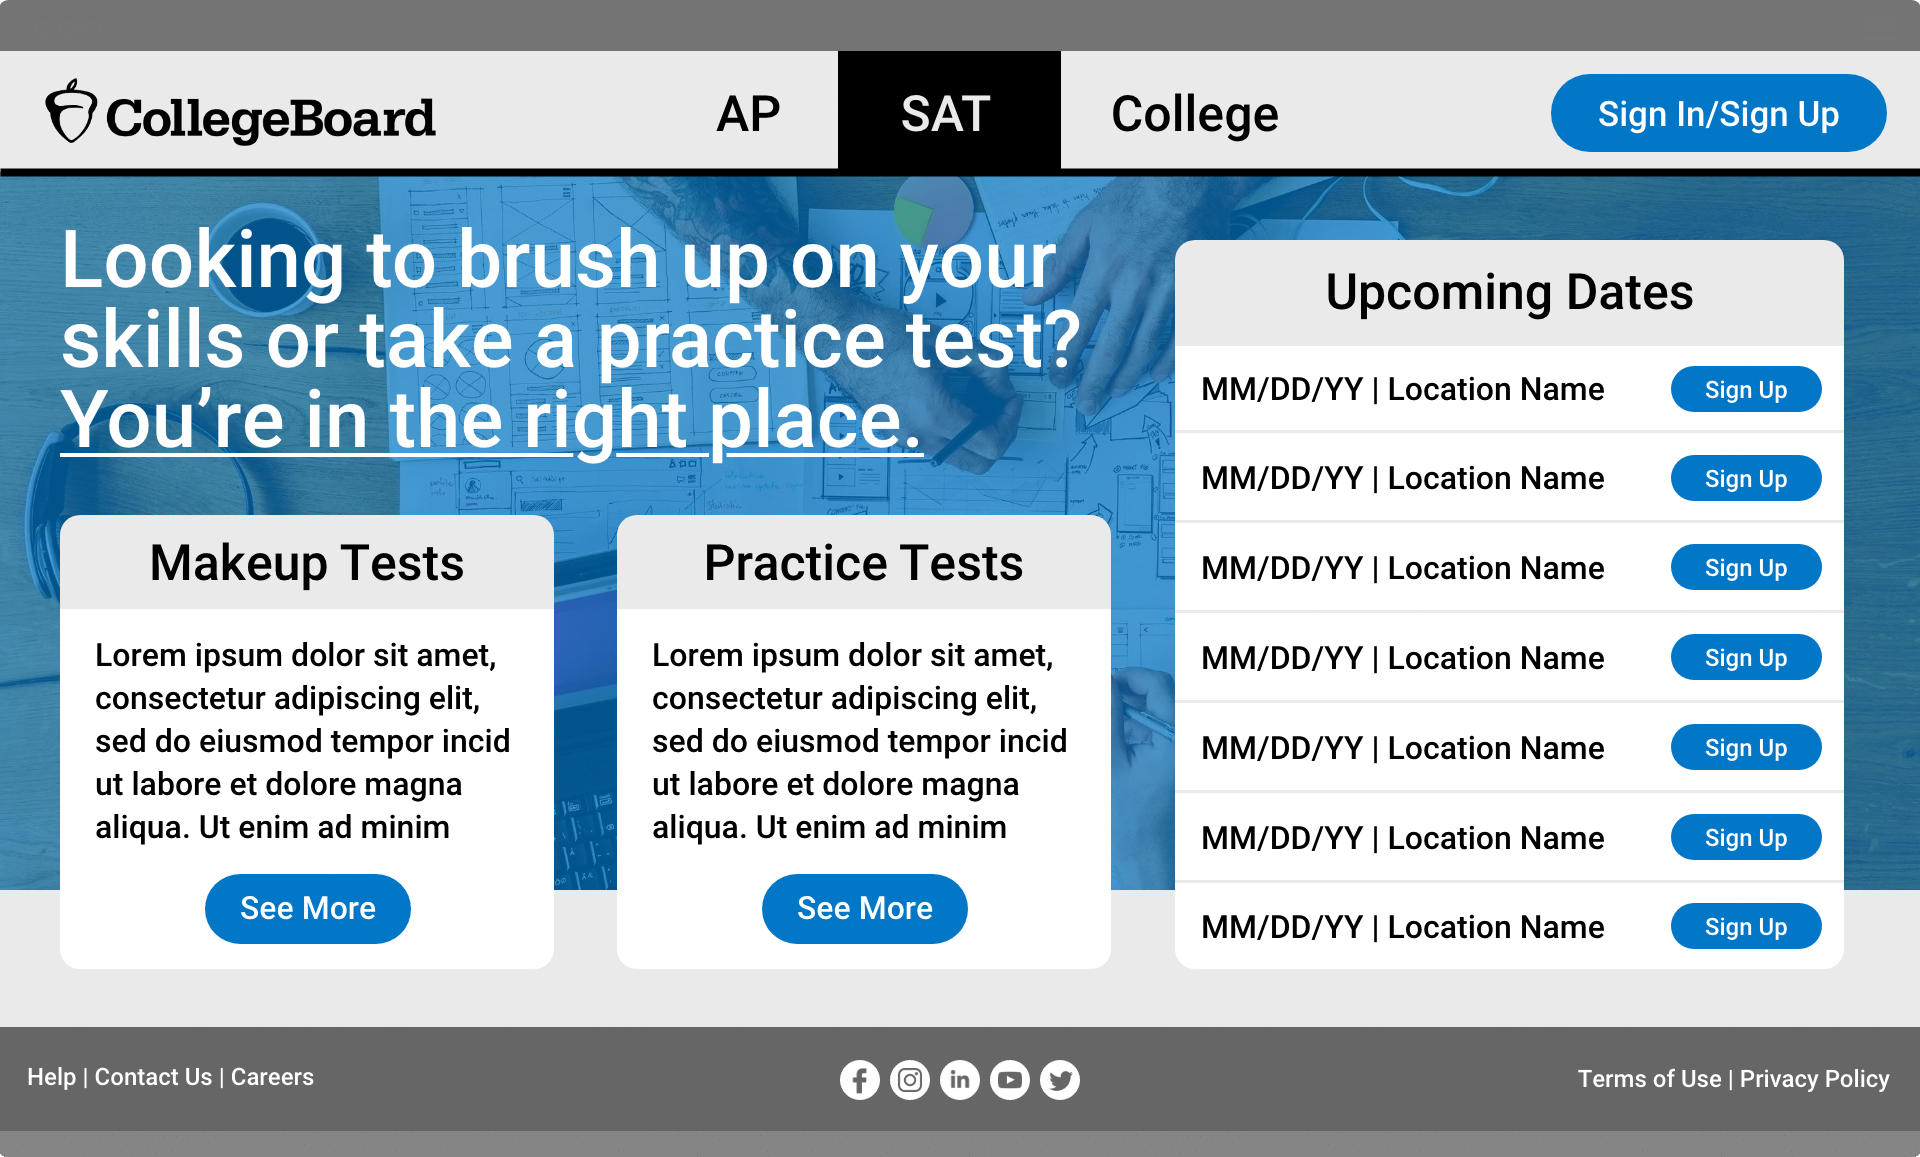 CollegeBoard
AP
SAT
College
Sign In/Sign Up
Looking to brush up on your
skills or take a practice test?
You're in the right place.
Makeup Tests
Lorem ipsum dolor sit amet,
consectetur adipiscing elit,
sed do eiusmod tempor incid
ut labore et dolore magna
aliqua. Ut enim ad minim
See More
Practice Tests
Lorem ipsum dolor sit amet,
consectetur adipiscing elit,
sed do eiusmod tempor incid
ut labore et dolore magna
aliqua. Ut enim ad minim
See More
Upcoming Dates
MM/DD/YY | Location Name Sign Up
MM/DD/YY | Location Name Sign Up
MM/DD/YY | Location Name Sign Up
MM/DD/YY | Location Name Sign Up
MM/DD/YY | Location Name Sign Up
MM/DD/YY | Location Name Sign Up
MM/DD/YY | Location Name Sign Up
Help | Contact Us | Careers
Terms of Use | Privacy Policy